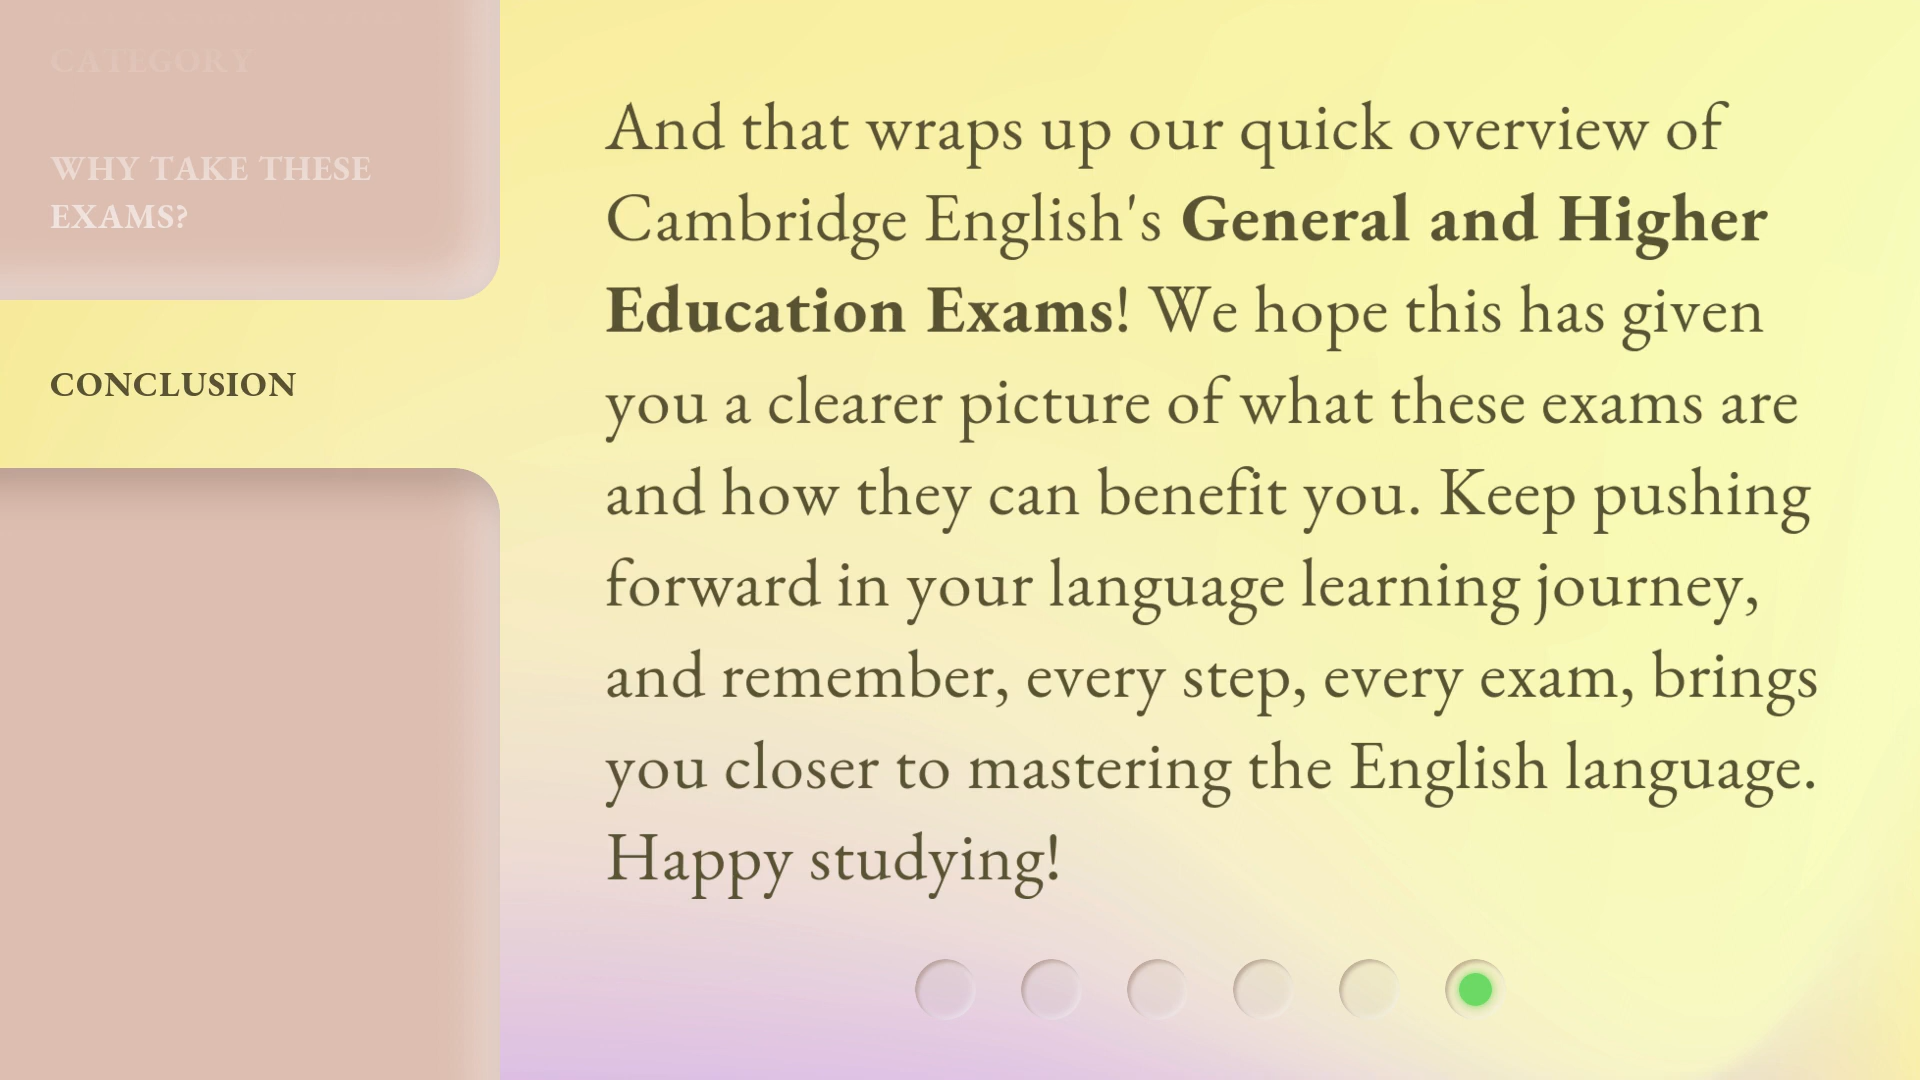 CATEGORY
WHY TAKE THESE
EXAMS?
CONCLUSION
And that wraps up our quick overview of
Cambridge English's General and Higher
Education Exams! We hope this has given
you a clearer picture of what these exams are
and how they can benefit you. Keep pushing
forward in your language learning journey,
and remember, every step, every exam, brings
you closer to mastering the English language.
Happy studying!